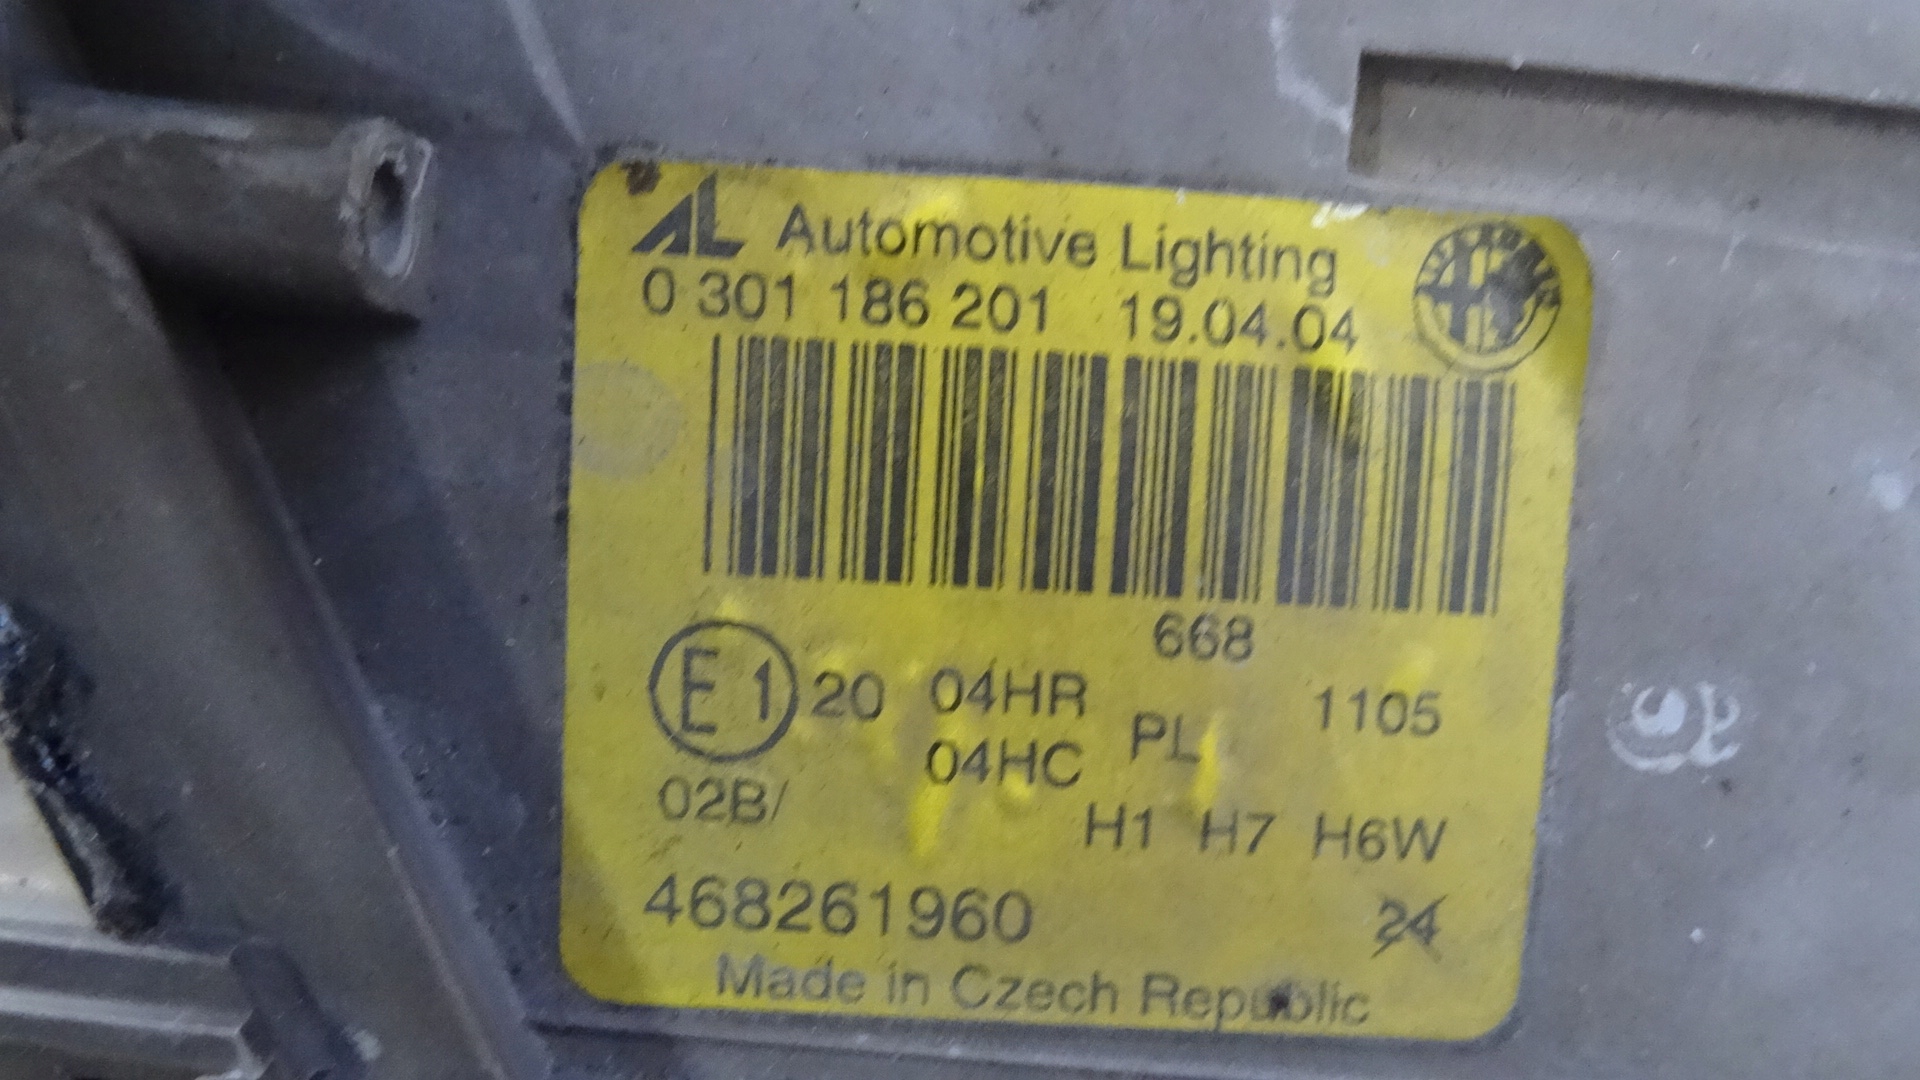 AL Automotive Lighting
0 301 186 201 19.04.04
668
E1 20 04HR PL 1105
04HC
02B/
H1 H7 H6W
468261960 24
Made in Czech Republic